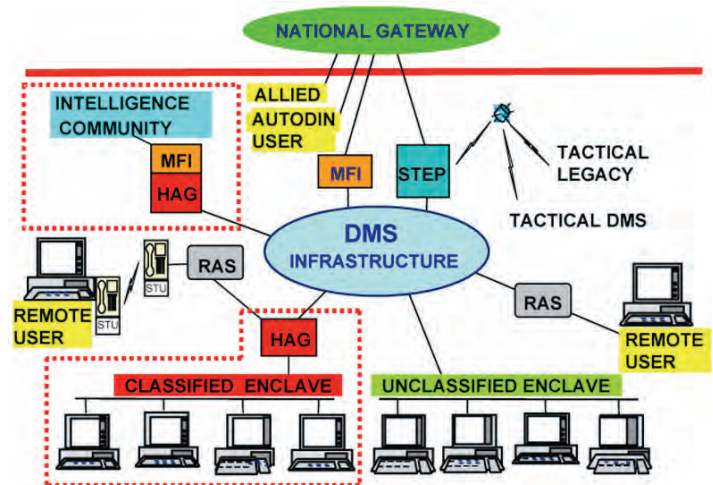 NATIONAL GATEWAY
INTELLIGENCE
COMMUNITY
MFI
HAG
ALLIED
AUTODIN
USER
MFI
STEP
TACTICAL
LEGACY
TACTICAL DMS
DMS
INFRASTRUCTURE
STU
STU
RAS
REMOTE
USER
RAS
REMOTE
USER
HAG
CLASSIFIED ENCLAVE
UNCLASSIFIED ENCLAVE